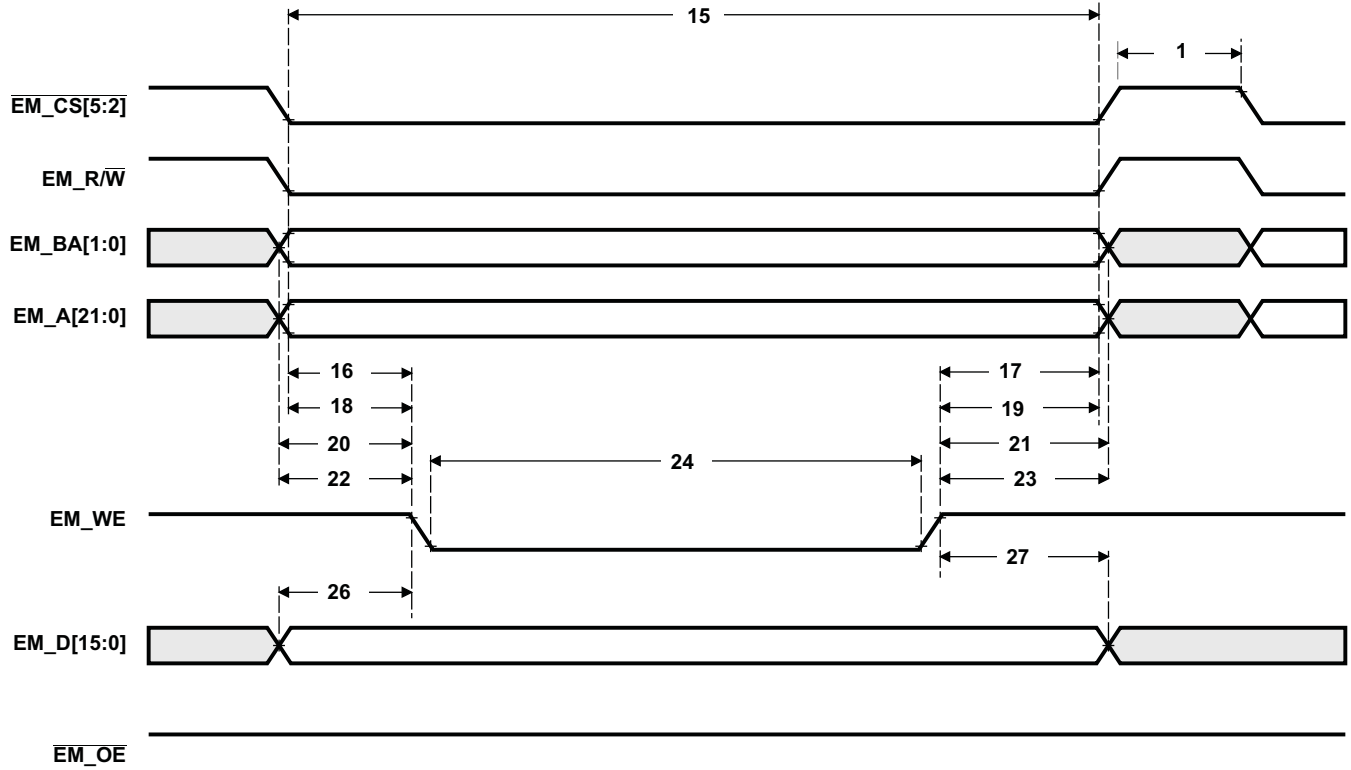 15
1
EM_CS[5:2]
EM_R/W
EM_BA[1:0]
EM_A[21:0]
16 17
18 19
20 21
24
22 23
EM_WE
27
26
EM_D[15:0]
EM_OE